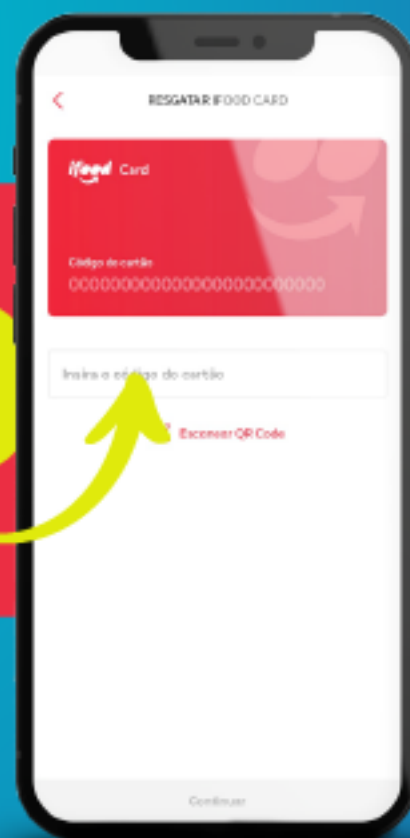 RESGATAR IFOOD CARD
ifood Card
Código do cartão
000000000000000000000000
Insira o código do cartão
Escanear QR Code
Continuar